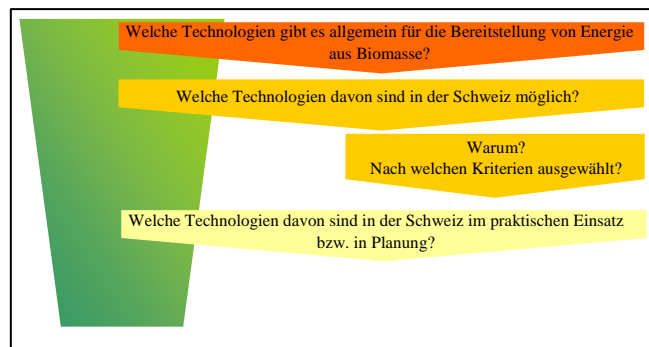 Welche Technologien gibt es allgemein für die Bereitstellung von Energie
aus Biomasse?
Welche Technologien davon sind in der Schweiz möglich?
Warum?
Nach welchen Kriterien ausgewählt?
Welche Technologien davon sind in der Schweiz im praktischen Einsatz
bzw. in Planung?